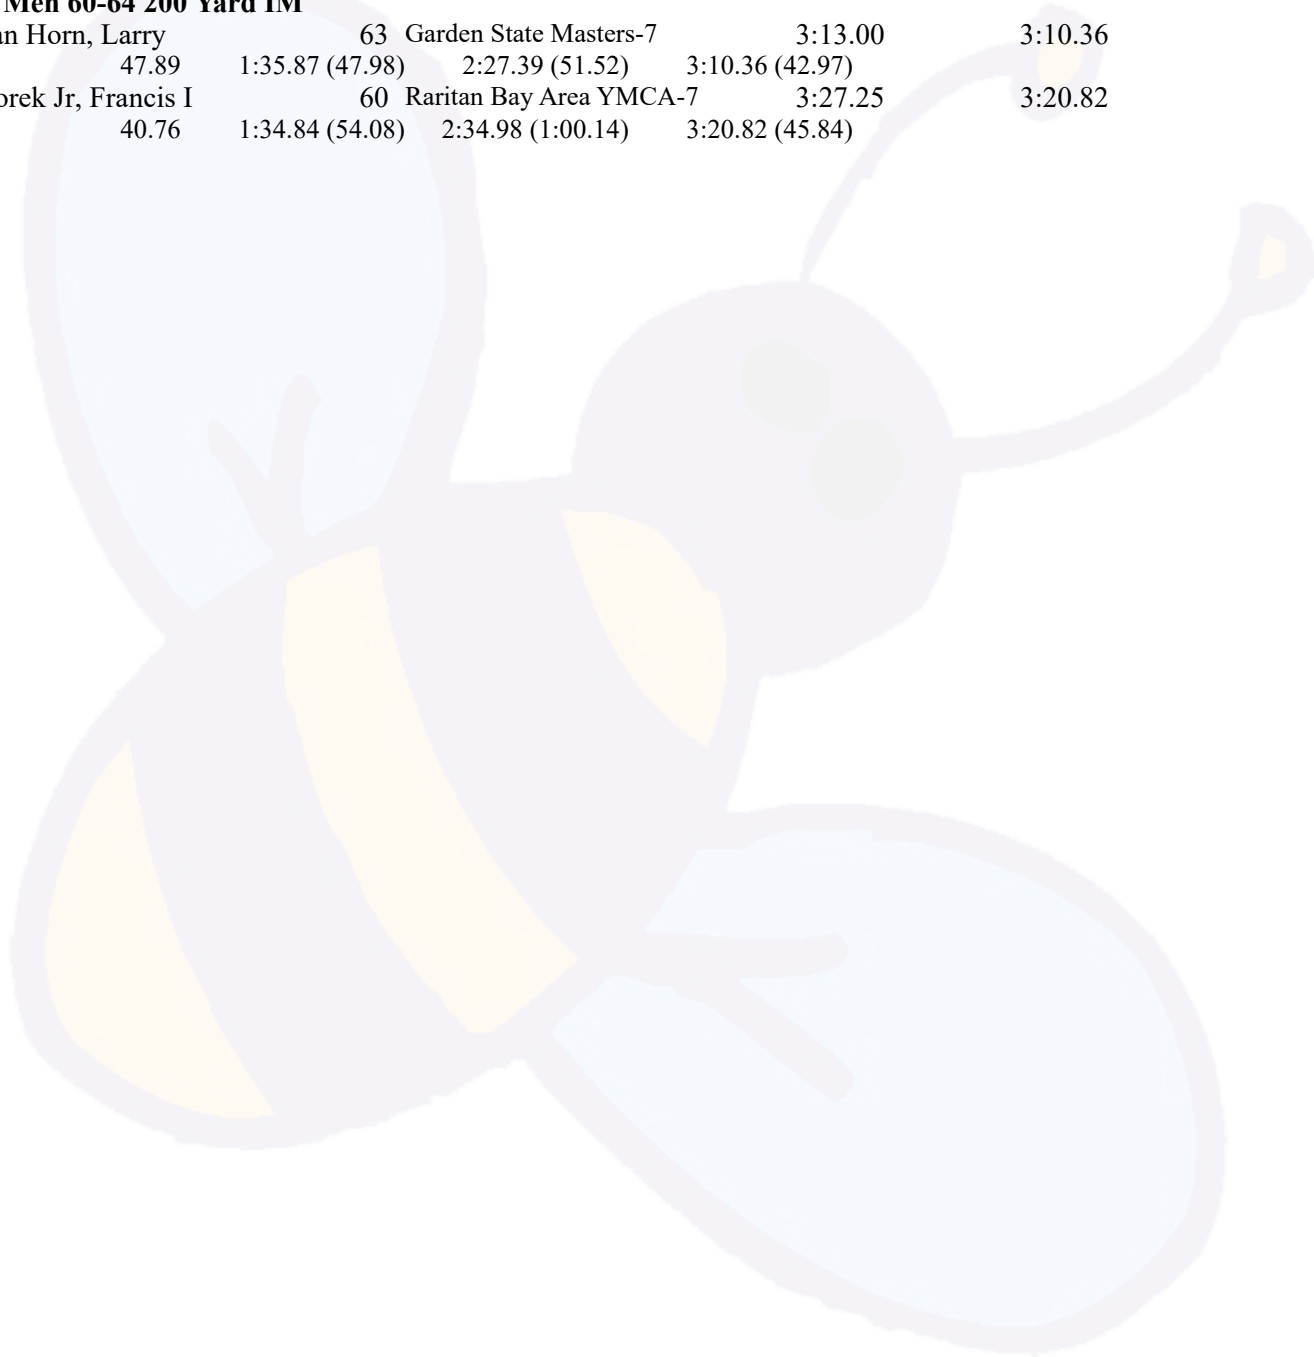 Men 60-64 200 Yard IM
an Horn, Larry 63 Garden State Masters-7 3:13.00 3:10.36
47.89 1:35.87 (47.98) 2:27.39 (51.52) 3:10.36 (42.97)
orek Jr, Francis I 60 Raritan Bay Area YMCA-7 3:27.25 3:20.82
40.76 1:34.84 (54.08) 2:34.98 (1:00.14) 3:20.82 (45.84)